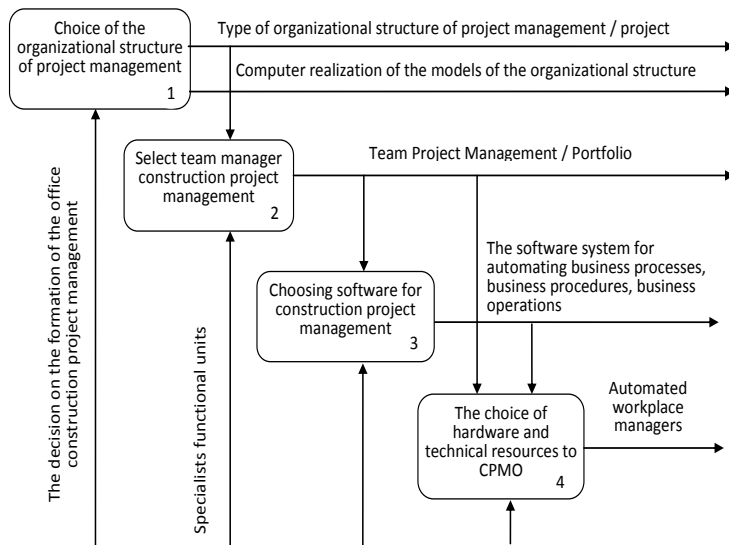 Choice of the
organizational structure
of project management
1
Type of organizational structure of project management / project
Computer realization of the models of the organizational structure
Select team manager
construction project
management
2
Team Project Management / Portfolio
The decision on the formation of the office
construction project management
Specialists functional units
Choosing software for
construction project
management
3
The software system for
automating business processes,
business procedures, business
operations
The choice of
hardware and
technical resources to
CPMO
4
Automated
workplace
managers